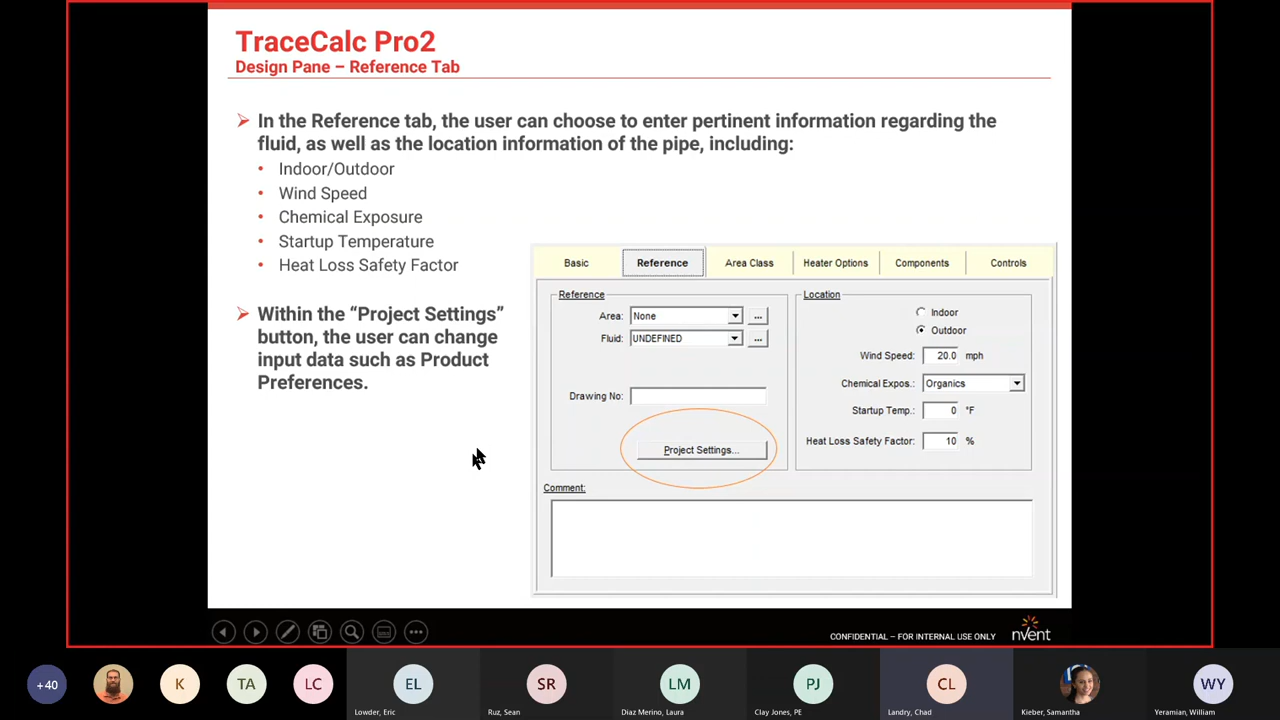 TraceCalc Pro2
Design Pane – Reference Tab
➢ In the Reference tab, the user can choose to enter pertinent information regarding the
fluid, as well as the location information of the pipe, including:
• Indoor/Outdoor
• Wind Speed
• Chemical Exposure
• Startup Temperature
• Heat Loss Safety Factor
➢ Within the “Project Settings”
button, the user can change
input data such as Product
Preferences.
Basic Reference Area Class Heater Options Components Controls
Reference
Area: None ...
Fluid: UNDEFINED ...
Drawing No:
Project Settings...
Location
Indoor
Outdoor
Wind Speed: 20.0 mph
Chemical Expos.: Organics
Startup Temp.: 0 °F
Heat Loss Safety Factor: 10 %
Comment:
CONFIDENTIAL – FOR INTERNAL USE ONLY
nVent
+40 K TA LC EL SR LM PJ CL WY
Lowder, Eric Ruz, Sean Diaz Merino, Laura Clay Jones, PE Landry, Chad Kieber, Samantha Yeramian, William